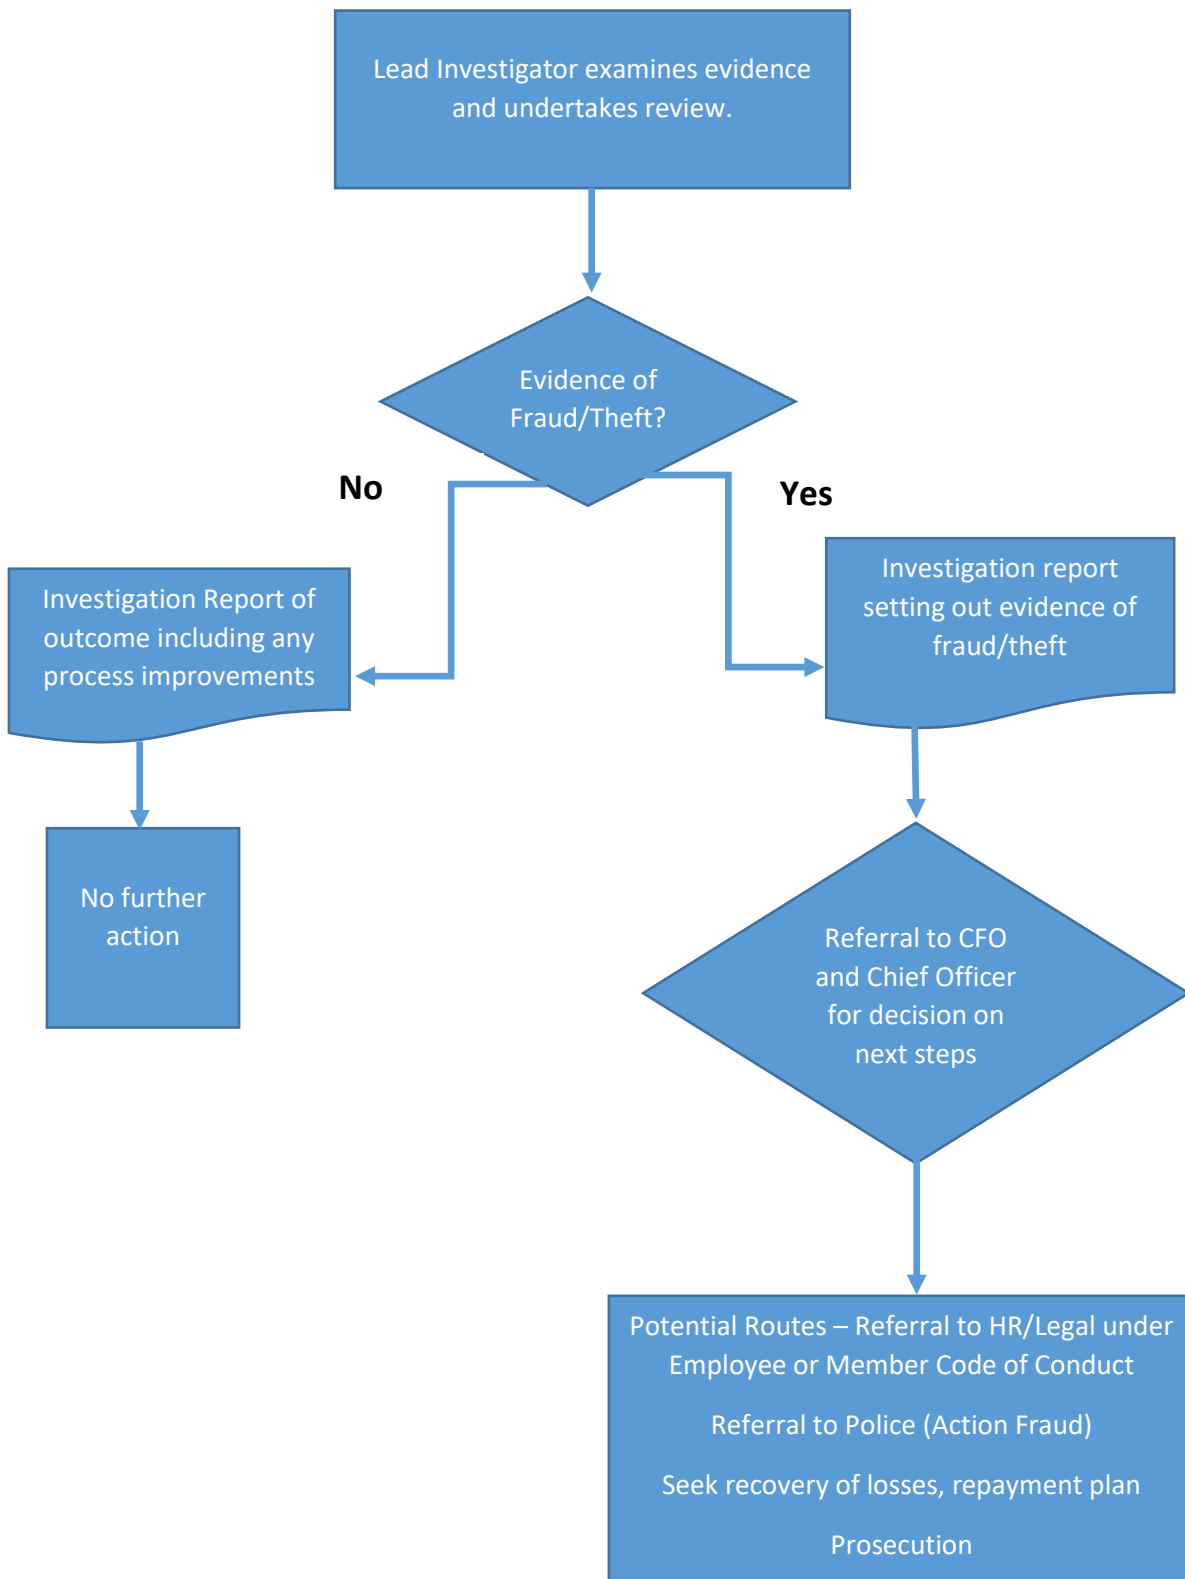 Lead Investigator examines evidence
and undertakes review.
Evidence of
Fraud/Theft?
No
Yes
Investigation Report of
outcome including any
process improvements
Investigation report
setting out evidence of
fraud/theft
No further
action
Referral to CFO
and Chief Officer
for decision on
next steps
Potential Routes – Referral to HR/Legal under
Employee or Member Code of Conduct
Referral to Police (Action Fraud)
Seek recovery of losses, repayment plan
Prosecution